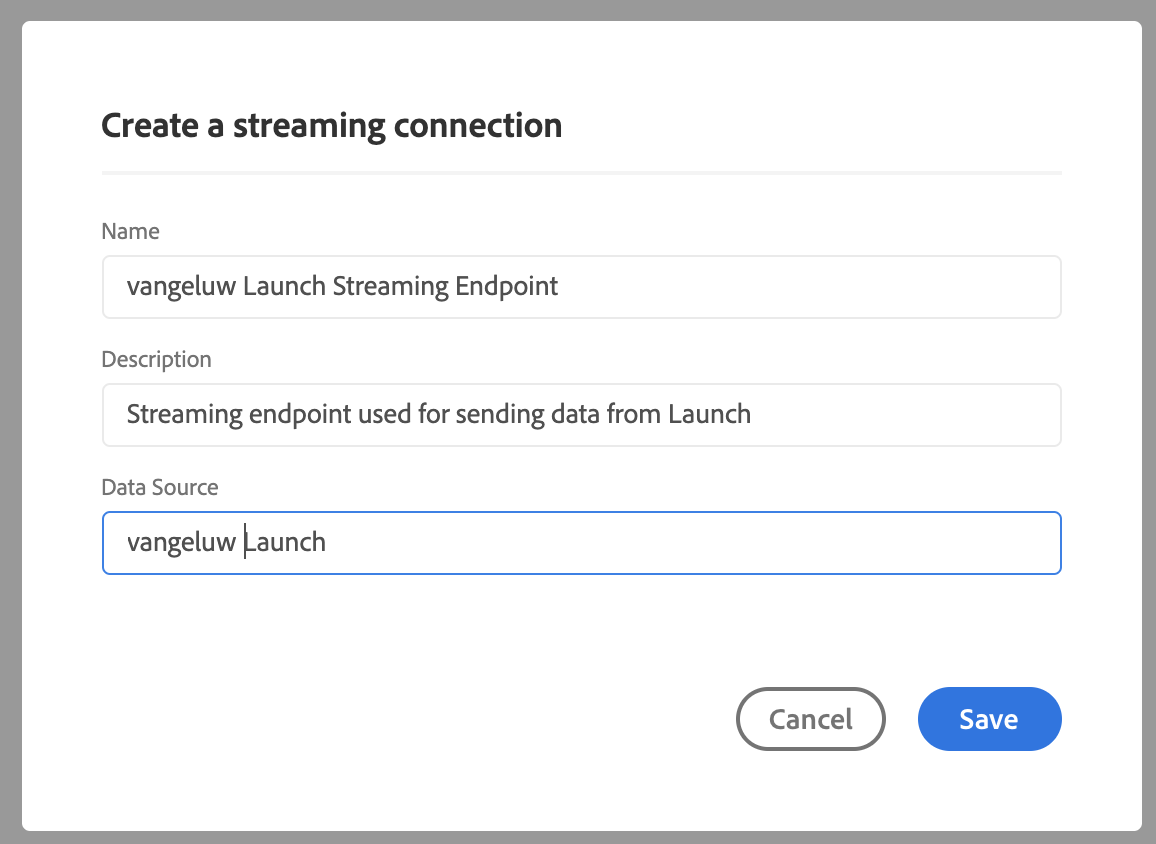 Create a streaming connection
Name
vangeluw Launch Streaming Endpoint
Description
Streaming endpoint used for sending data from Launch
Data Source
vangeluw Launch
Cancel
Save